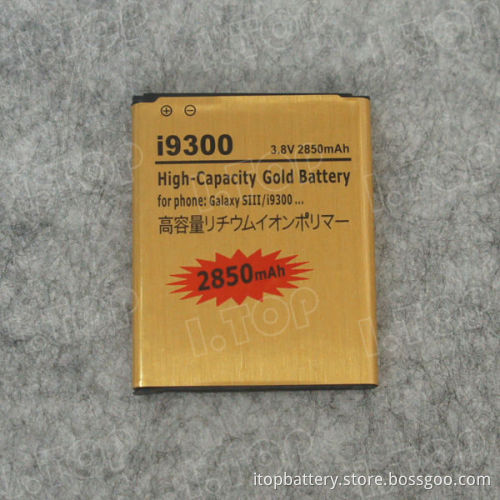 ⊕ ⊖
i9300
3.8V 2850mAh
High-Capacity Gold Battery
for phone: Galaxy SIII/i9300 ...
高容量リチウムイオンポリマー
2850mAh
I.TOP
itopbattery.store.bossgoo.com